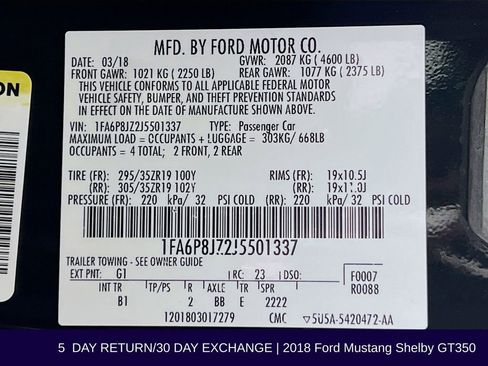 ON
MFD. BY FORD MOTOR CO.
DATE: 03/18 GVWR: 2087 KG ( 4600 LB)
FRONT GAWR: 1021 KG ( 2250 LB) REAR GAWR: 1077 KG ( 2375 LB)
THIS VEHICLE CONFORMS TO ALL APPLICABLE FEDERAL MOTOR
VEHICLE SAFETY, BUMPER, AND THEFT PREVENTION STANDARDS
IN EFFECT ON THE DATE OF MANUFACTURE SHOWN ABOVE.
VIN: 1FA6P8JZ2J5501337 TYPE: Passenger Car
MAXIMUM LOAD = OCCUPANTS + LUGGAGE = 303KG/ 668LB
OCCUPANTS = 4 TOTAL; 2 FRONT, 2 REAR
TIRE (FR): 295/35ZR19 100Y RIMS (FR): 19x10.5J
(RR): 305/35ZR19 102Y (RR): 19x11.0J
PRESSURE (FR) 220 kPa/ 32 PSI COLD (RR) 220 kPa/ 32 PSI COLD
1FA6P8JZ2J5501337
TRAILER TOWING - SEE OWNER GUIDE
EXT PNT: G1 RC: 23 DSO: F0007
INT TR TP/PS R AXLE TR SPR R0088
B1 2 BB E 2222
1201803017279 CMC 5U5A-5420472-AA
5 DAY RETURN/30 DAY EXCHANGE | 2018 Ford Mustang Shelby GT350